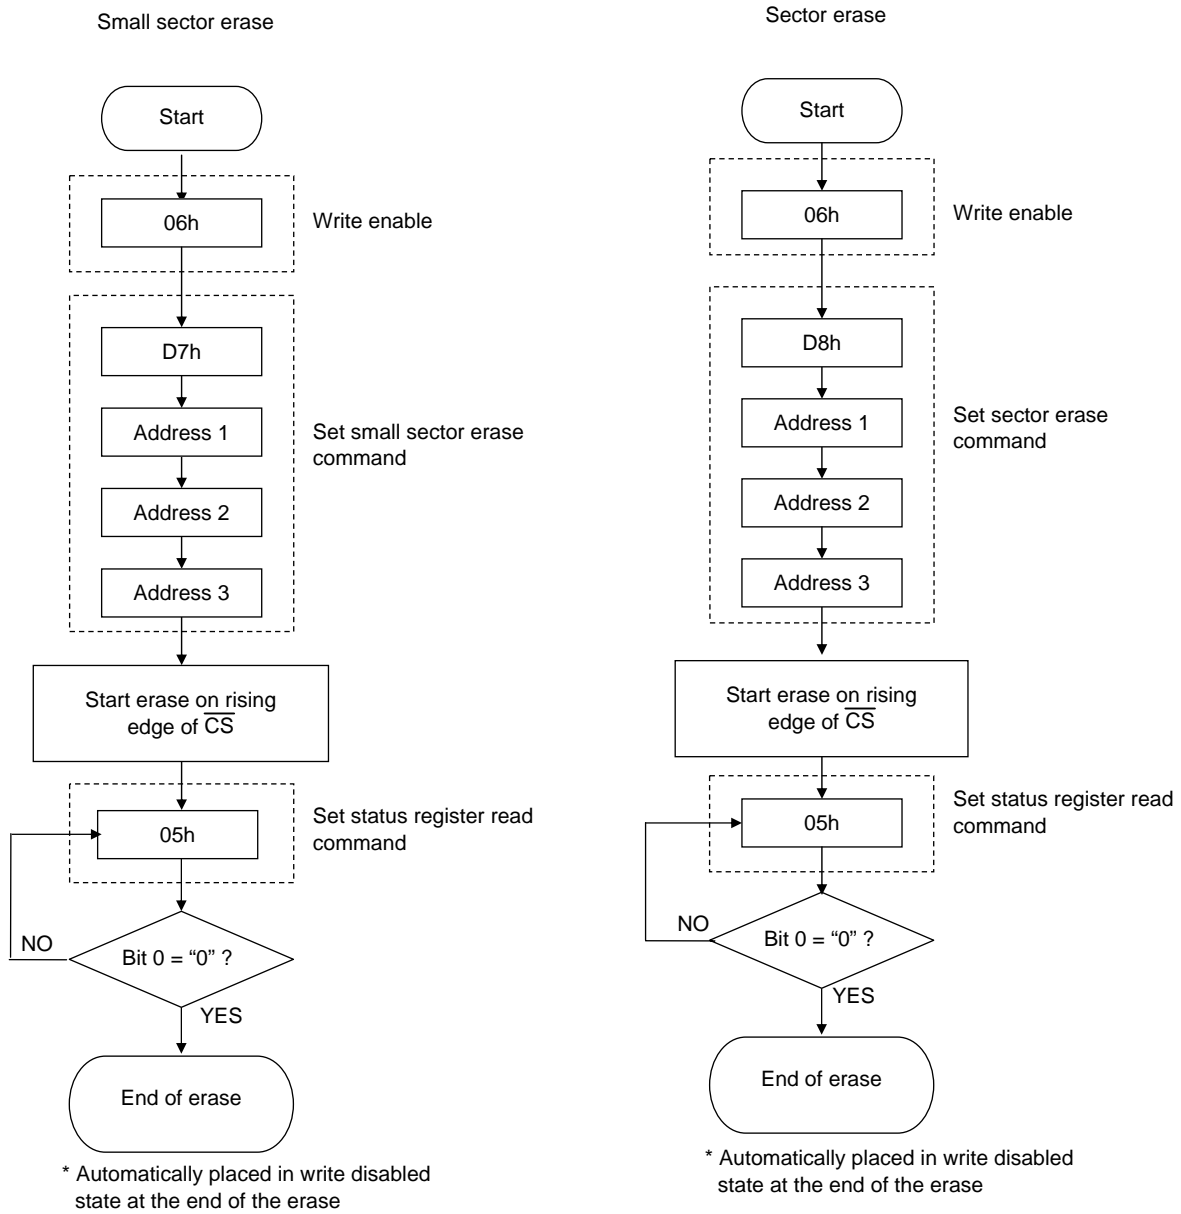 Small sector erase
Start
06h
Write enable
D7h
Address 1
Set small sector erase
command
Address 2
Address 3
Start erase on rising
edge of C̅S̅
05h
Set status register read
command
NO
Bit 0 = “0” ?
YES
End of erase
* Automatically placed in write disabled
state at the end of the erase
Sector erase
Start
06h
Write enable
D8h
Address 1
Set sector erase
command
Address 2
Address 3
Start erase on rising
edge of C̅S̅
05h
Set status register read
command
NO
Bit 0 = “0” ?
YES
End of erase
* Automatically placed in write disabled
state at the end of the erase